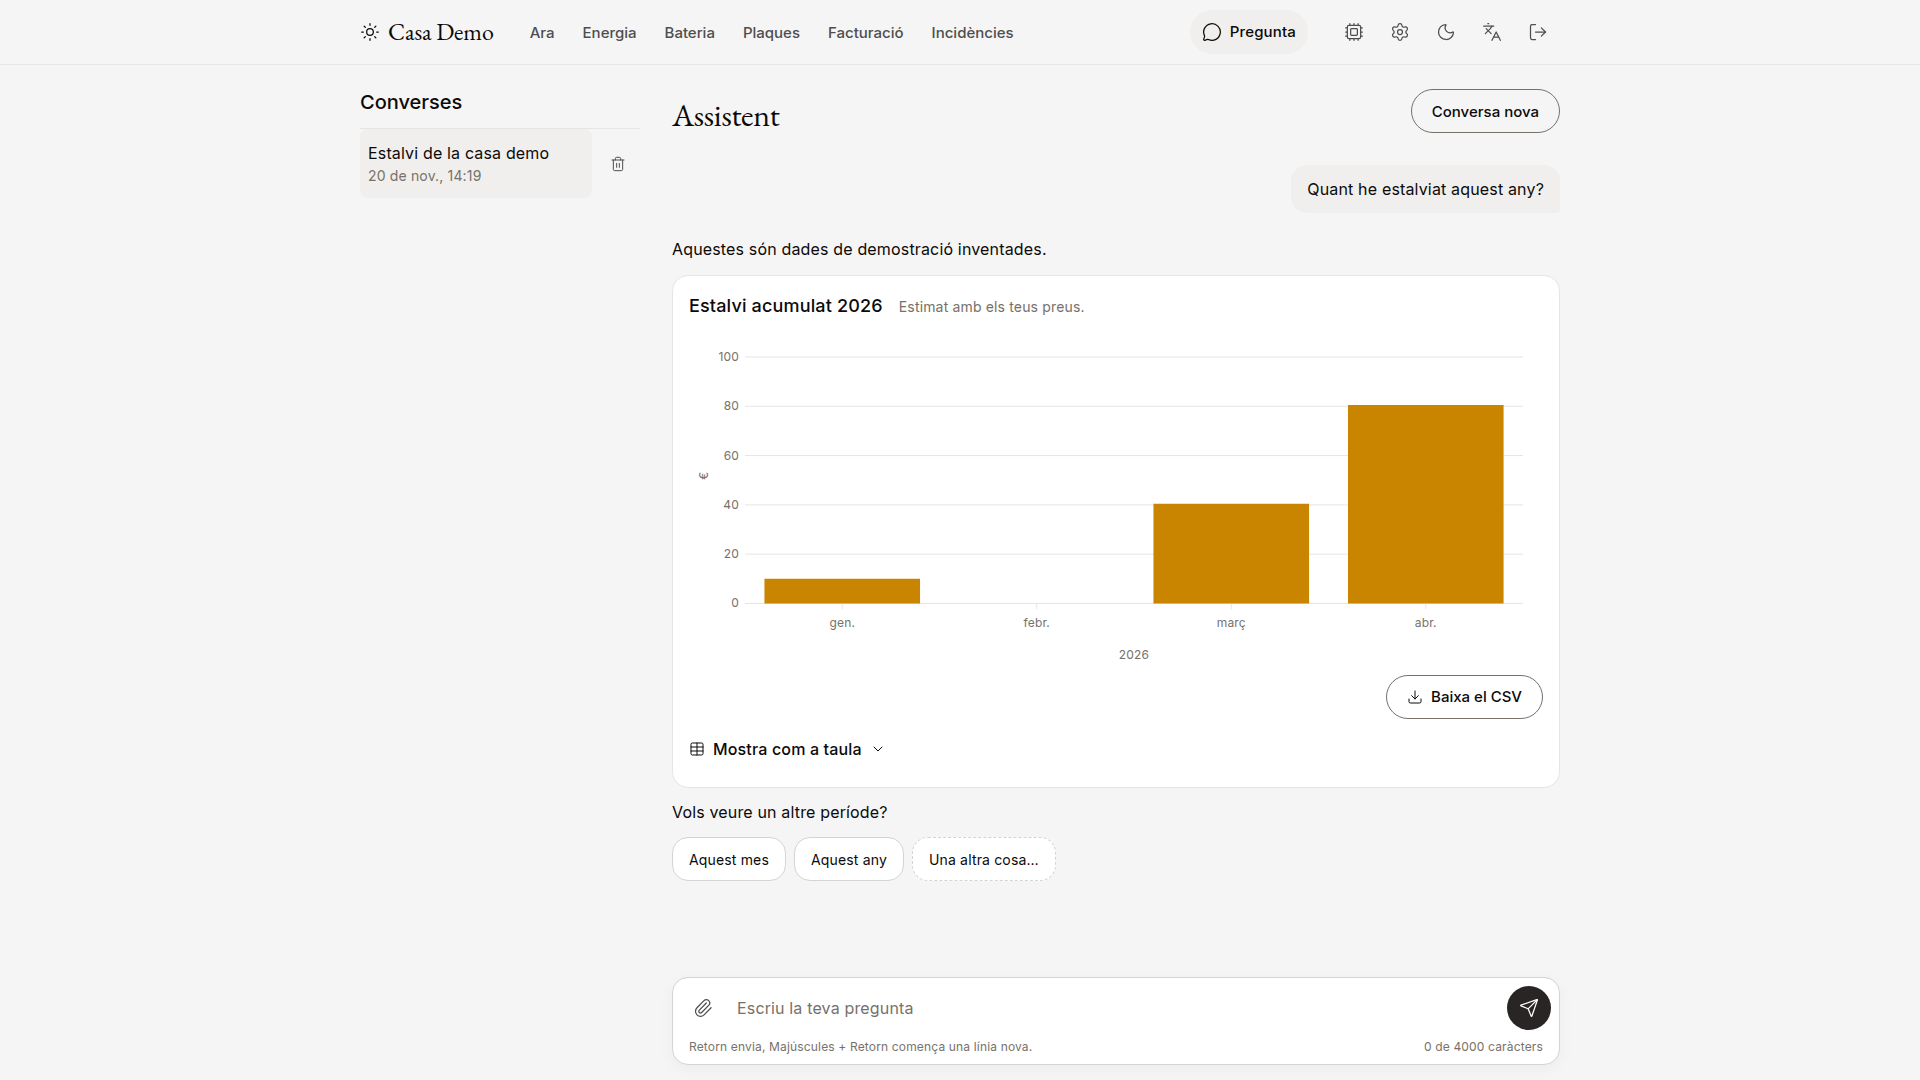 Casa Demo
Ara
Energia
Bateria
Plaques
Facturació
Incidències
Pregunta
Converses
Estalvi de la casa demo
20 de nov., 14:19
Assistent
Conversa nova
Quant he estalviat aquest any?
Aquestes són dades de demostració inventades.
Estalvi acumulat 2026
Estimat amb els teus preus.
100
80
60
40
20
0
€
gen.
febr.
març
abr.
2026
Baixa el CSV
Mostra com a taula
Vols veure un altre període?
Aquest mes
Aquest any
Una altra cosa...
Escriu la teva pregunta
Retorn envia, Majúscules + Retorn comença una línia nova.
0 de 4000 caràcters